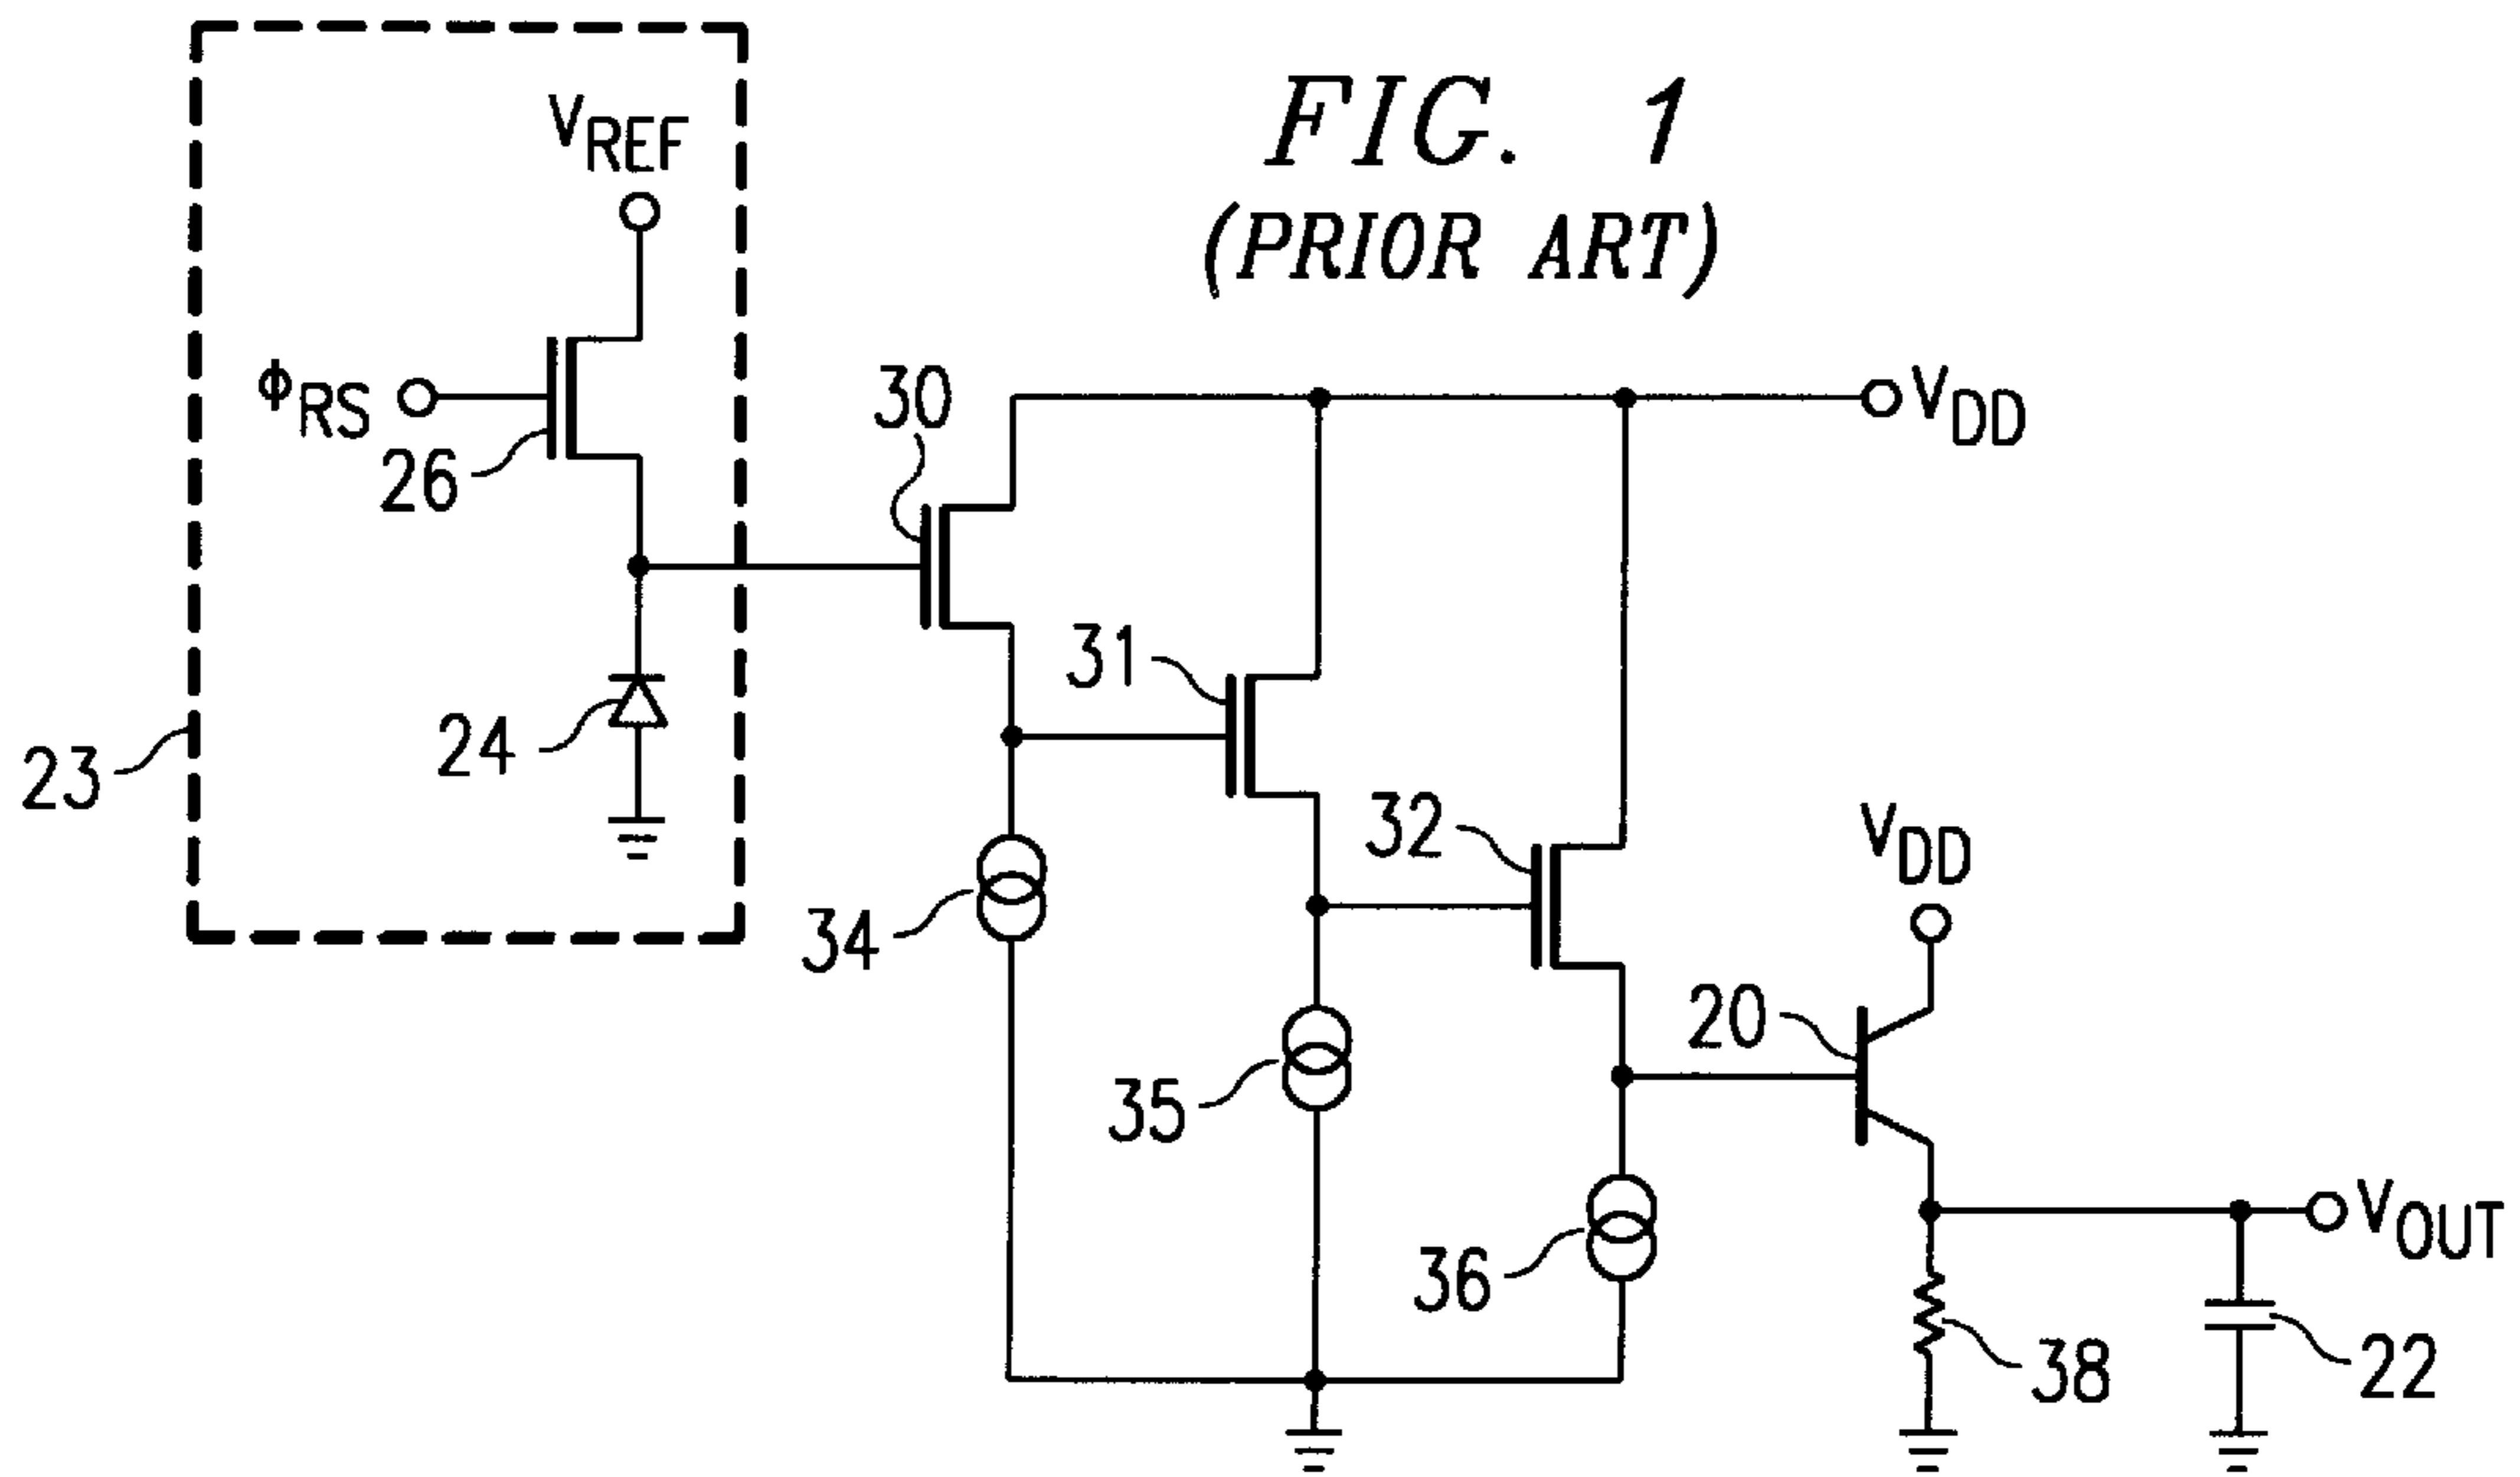 FIG. 1
(PRIOR ART)
VREF
ΦRS
26
30
VDD
24
23
31
32
34
VDD
20
35
36
VOUT
38
22